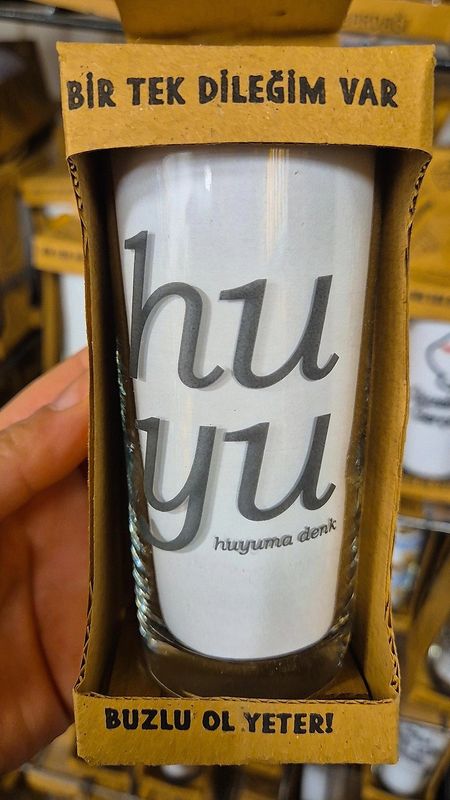 BİR TEK DİLEĞİM VAR
hu
yu
huyuma denk
BUZLU OL YETER!